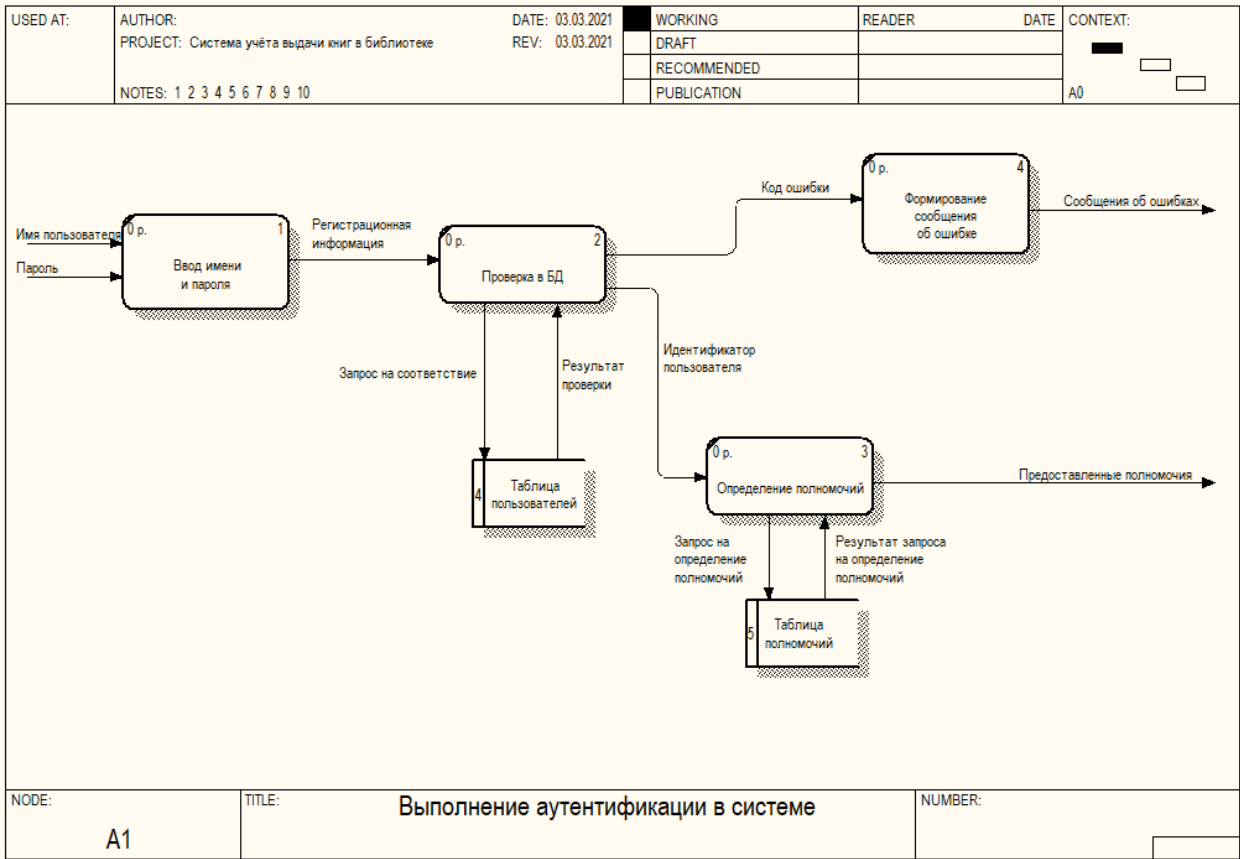 USED AT:
AUTHOR:
DATE: 03.03.2021
PROJECT: Система учёта выдачи книг в библиотеке
REV: 03.03.2021
NOTES: 1 2 3 4 5 6 7 8 9 10
WORKING
DRAFT
RECOMMENDED
PUBLICATION
READER
DATE
CONTEXT:
A0
0 р.
4
Формирование
сообщения
об ошибке
Код ошибки
Сообщения об ошибках
Имя пользователя
Пароль
0 р.
1
Ввод имени
и пароля
Регистрационная
информация
0 р.
2
Проверка в БД
Запрос на соответствие
Результат
проверки
Идентификатор
пользователя
4
Таблица
пользователей
0 р.
3
Определение полномочий
Предоставленные полномочия
Запрос на
определение
полномочий
Результат запроса
на определение
полномочий
5
Таблица
полномочий
NODE:
A1
TITLE:
Выполнение аутентификации в системе
NUMBER: